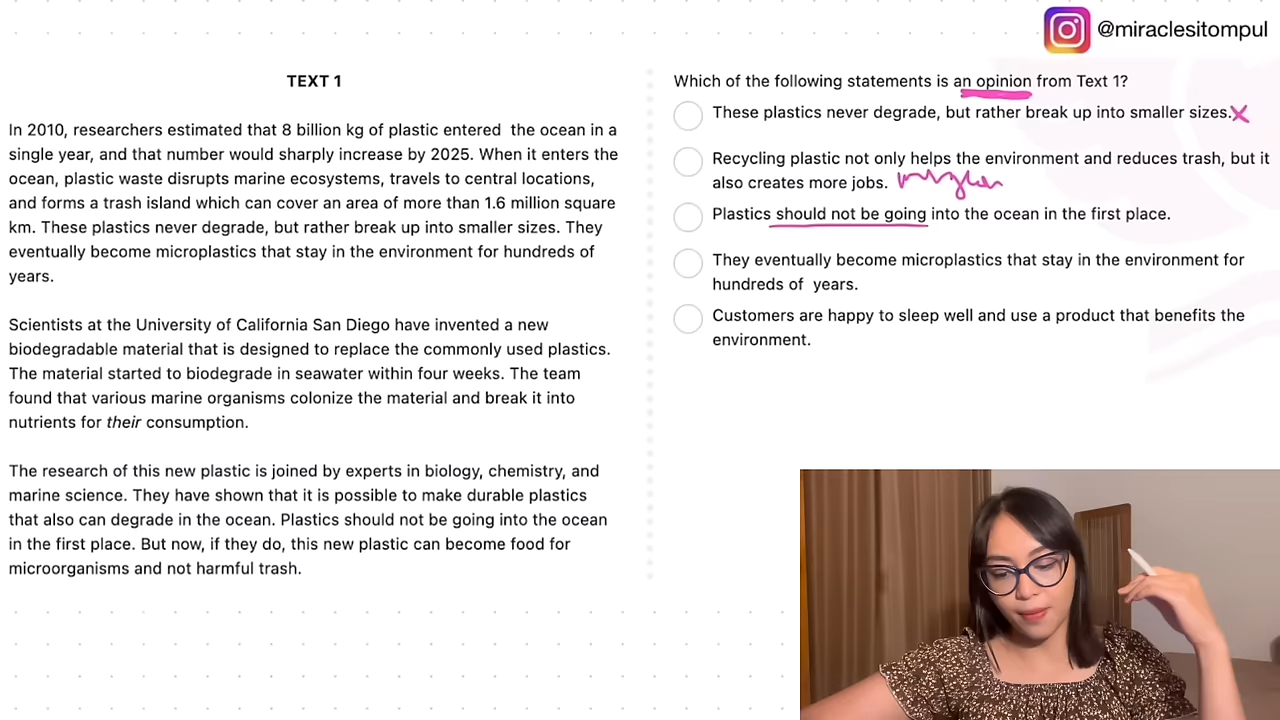 @miraclesitompul
TEXT 1
In 2010, researchers estimated that 8 billion kg of plastic entered the ocean in a
single year, and that number would sharply increase by 2025. When it enters the
ocean, plastic waste disrupts marine ecosystems, travels to central locations,
and forms a trash island which can cover an area of more than 1.6 million square
km. These plastics never degrade, but rather break up into smaller sizes. They
eventually become microplastics that stay in the environment for hundreds of
years.
Scientists at the University of California San Diego have invented a new
biodegradable material that is designed to replace the commonly used plastics.
The material started to biodegrade in seawater within four weeks. The team
found that various marine organisms colonize the material and break it into
nutrients for their consumption.
The research of this new plastic is joined by experts in biology, chemistry, and
marine science. They have shown that it is possible to make durable plastics
that also can degrade in the ocean. Plastics should not be going into the ocean
in the first place. But now, if they do, this new plastic can become food for
microorganisms and not harmful trash.
Which of the following statements is an opinion from Text 1?
These plastics never degrade, but rather break up into smaller sizes.
Recycling plastic not only helps the environment and reduces trash, but it
also creates more jobs.
Plastics should not be going into the ocean in the first place.
They eventually become microplastics that stay in the environment for
hundreds of years.
Customers are happy to sleep well and use a product that benefits the
environment.